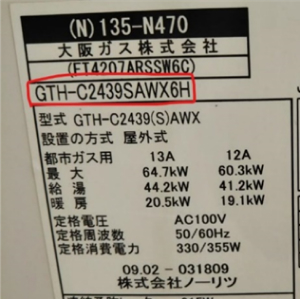 (N) 135-N470
大阪ガス株式会社
(FT4207ARSSW6C)
GTH-C2439SAWX6H
型式 GTH-C2439(S)AWX
設置の方式 屋外式
都市ガス用 13A 12A
最大 64.7kW 60.3kW
給湯 44.2kW 41.2kW
暖房 20.5kW 19.1kW
定格電圧 AC100V
定格周波数 50/60Hz
定格消費電力 330/355W
09.02-031809
株式会社ノーリツ